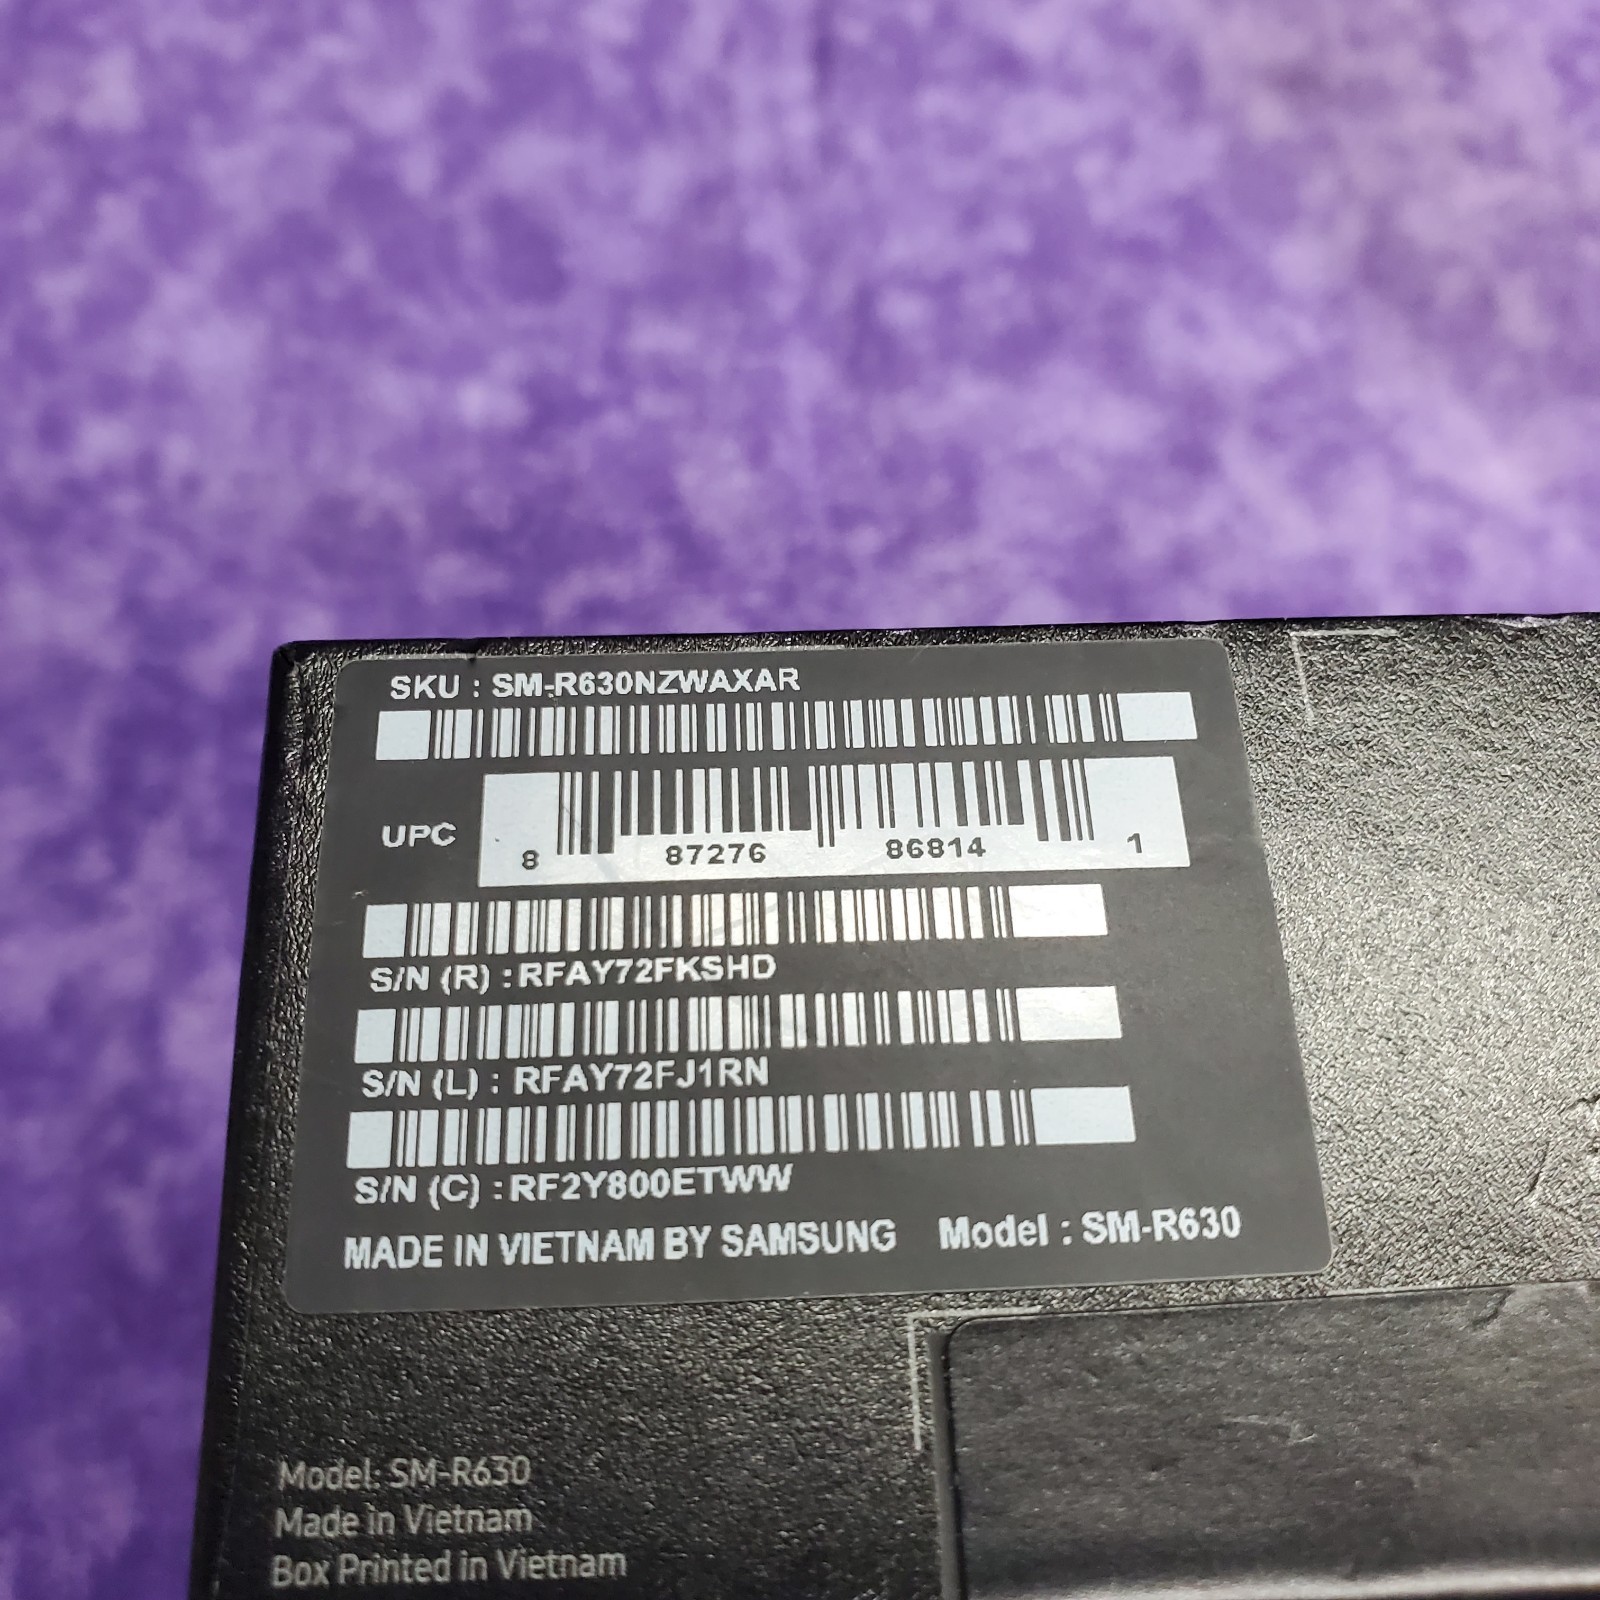 SKU : SM-R630NZWAXAR
UPC 8 87276 86814 1
S/N (R) : RFAY72FKSHD
S/N (L) : RFAY72FJ1RN
S/N (C) : RF2Y800ETWW
MADE IN VIETNAM BY SAMSUNG Model : SM-R630
Model: SM-R630
Made in Vietnam
Box Printed in Vietnam